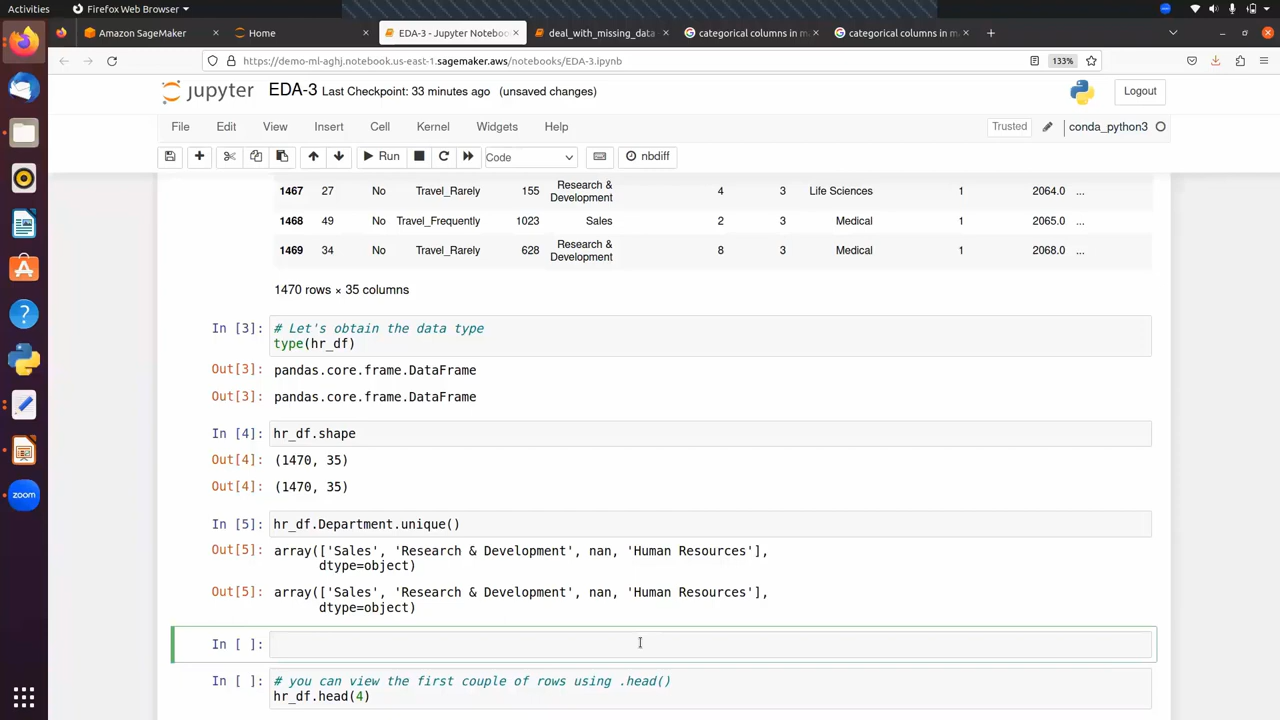 Activities Firefox Web Browser
Amazon SageMaker × Home × EDA-3 - Jupyter Noteboo × deal_with_missing_data × categorical columns in m × categorical columns in m × +
https://demo-ml-aghj.notebook.us-east-1.sagemaker.aws/notebooks/EDA-3.ipynb 133%
jupyter EDA-3 Last Checkpoint: 33 minutes ago (unsaved changes) Logout
File Edit View Insert Cell Kernel Widgets Help Trusted conda_python3
Run Code nbdiff
1467 27 No Travel_Rarely 155 Research & Development 4 3 Life Sciences 1 2064.0 ...
1468 49 No Travel_Frequently 1023 Sales 2 3 Medical 1 2065.0 ...
1469 34 No Travel_Rarely 628 Research & Development 8 3 Medical 1 2068.0 ...
1470 rows × 35 columns
In [3]: # Let's obtain the data type
type(hr_df)
Out[3]: pandas.core.frame.DataFrame
Out[3]: pandas.core.frame.DataFrame
In [4]: hr_df.shape
Out[4]: (1470, 35)
Out[4]: (1470, 35)
In [5]: hr_df.Department.unique()
Out[5]: array(['Sales', 'Research & Development', nan, 'Human Resources'],
dtype=object)
Out[5]: array(['Sales', 'Research & Development', nan, 'Human Resources'],
dtype=object)
In [ ]:
In [ ]: # you can view the first couple of rows using .head()
hr_df.head(4)
zoom